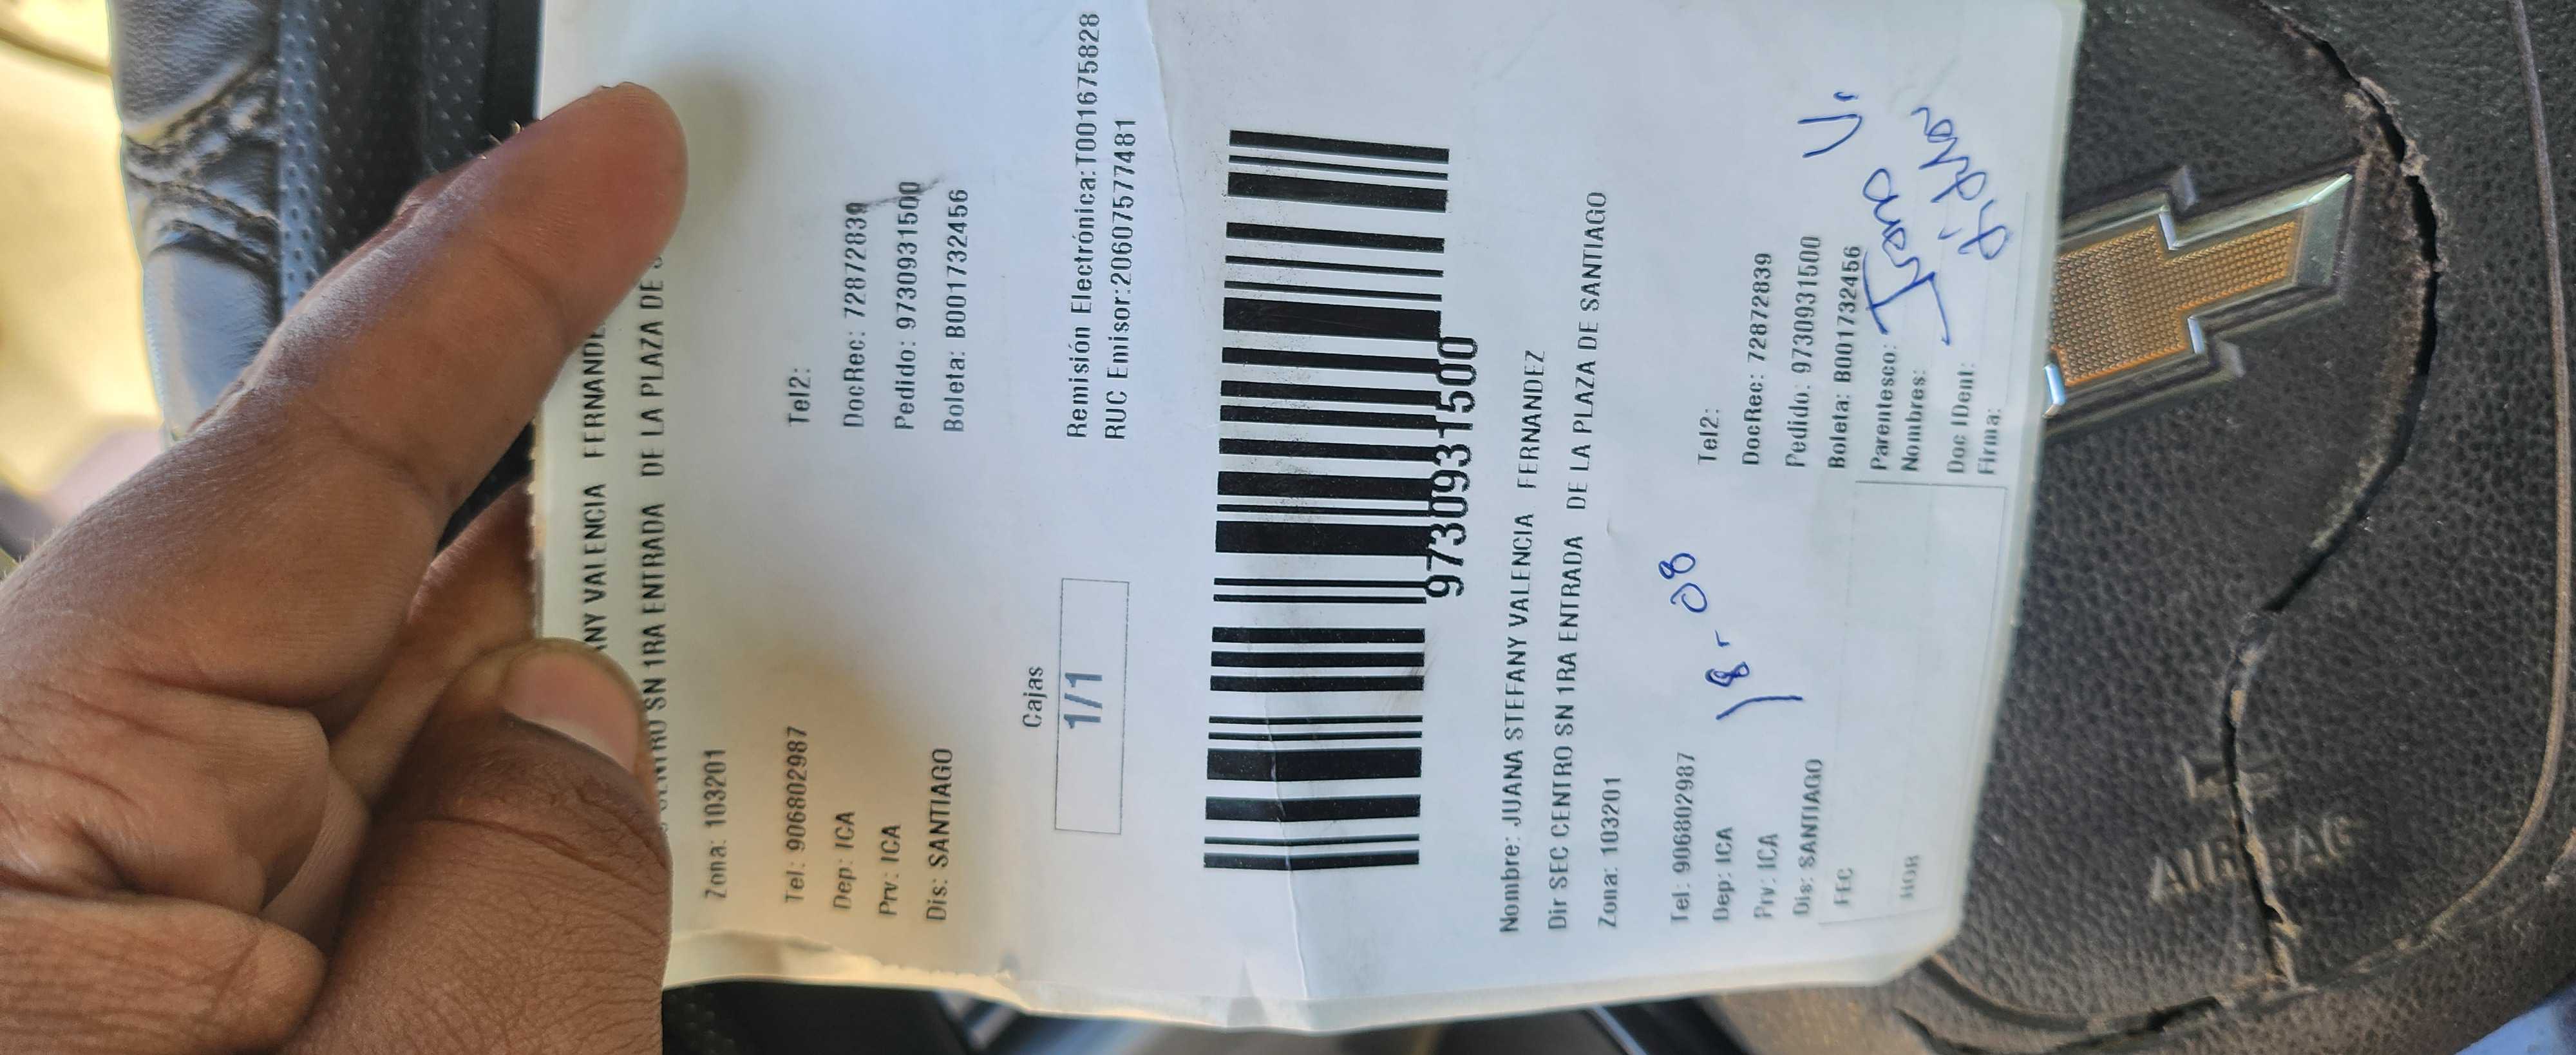 NY VALENCIA FERNANDE
CENTRO SN 1RA ENTRADA DE LA PLAZA DE
Zona: 103201
Tel: 906802987 Tel2:
Dep: ICA DocRec: 72872839
Prv: ICA Pedido: 9730931500
Dis: SANTIAGO Boleta: B001732456
Cajas
1/1
Remisión Electrónica:T001675828
RUC Emisor:20607577481
9730931500
Nombre: JUANA STEFANY VALENCIA FERNANDEZ
Dir SEC CENTRO SN 1RA ENTRADA DE LA PLAZA DE SANTIAGO
Zona: 103201
Tel: 906802987 Tel2:
Dep: ICA DocRec: 72872839
Prv: ICA Pedido: 9730931500
Dis: SANTIAGO Boleta: B001732456
18-08
FEC
HOR
Parentesco:
Nombres:
Doc IDent:
Firma:
AIRBAG